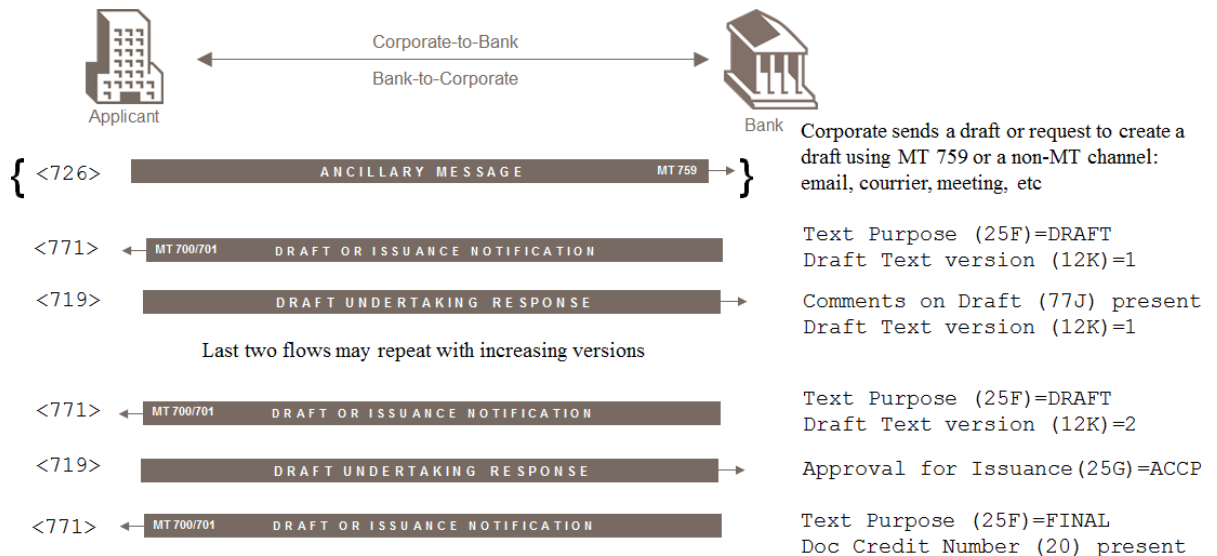 Corporate-to-Bank
Bank-to-Corporate
Applicant
Bank
Corporate sends a draft or request to create a
draft using MT 759 or a non-MT channel:
email, courrier, meeting, etc
{ <726> ANCILLARY MESSAGE MT 759 }
<771> MT 700/701 DRAFT OR ISSUANCE NOTIFICATION
Text Purpose (25F)=DRAFT
Draft Text version (12K)=1
<719> DRAFT UNDERTAKING RESPONSE
Comments on Draft (77J) present
Draft Text version (12K)=1
Last two flows may repeat with increasing versions
<771> MT 700/701 DRAFT OR ISSUANCE NOTIFICATION
Text Purpose (25F)=DRAFT
Draft Text version (12K)=2
<719> DRAFT UNDERTAKING RESPONSE
Approval for Issuance(25G)=ACCP
<771> MT 700/701 DRAFT OR ISSUANCE NOTIFICATION
Text Purpose (25F)=FINAL
Doc Credit Number (20) present